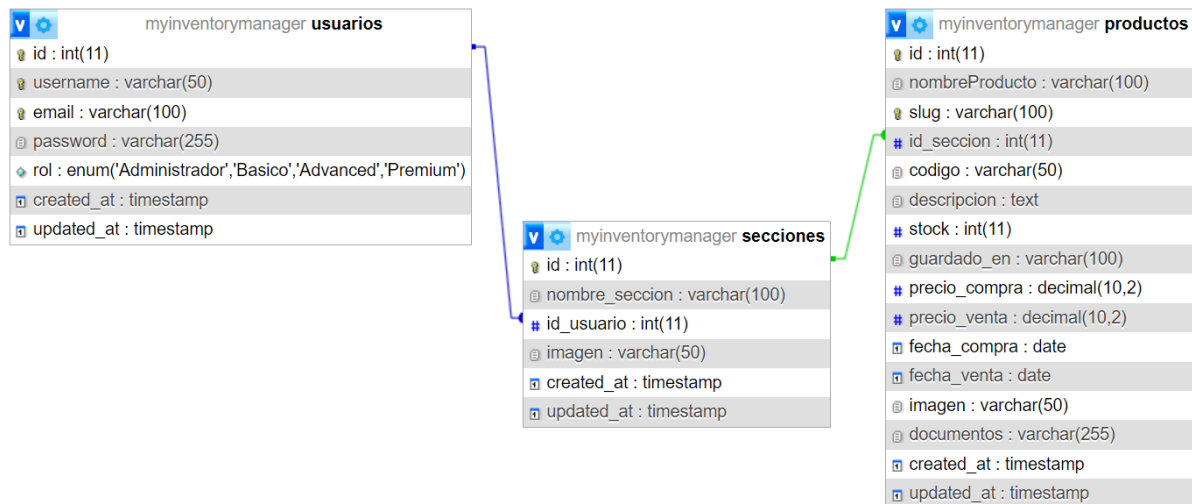 myinventorymanager usuarios
id : int(11)
username : varchar(50)
email : varchar(100)
password : varchar(255)
rol : enum('Administrador','Basico','Advanced','Premium')
created_at : timestamp
updated_at : timestamp
myinventorymanager secciones
id : int(11)
nombre_seccion : varchar(100)
id_usuario : int(11)
imagen : varchar(50)
created_at : timestamp
updated_at : timestamp
myinventorymanager productos
id : int(11)
nombreProducto : varchar(100)
slug : varchar(100)
id_seccion : int(11)
codigo : varchar(50)
descripcion : text
stock : int(11)
guardado_en : varchar(100)
precio_compra : decimal(10,2)
precio_venta : decimal(10,2)
fecha_compra : date
fecha_venta : date
imagen : varchar(50)
documentos : varchar(255)
created_at : timestamp
updated_at : timestamp